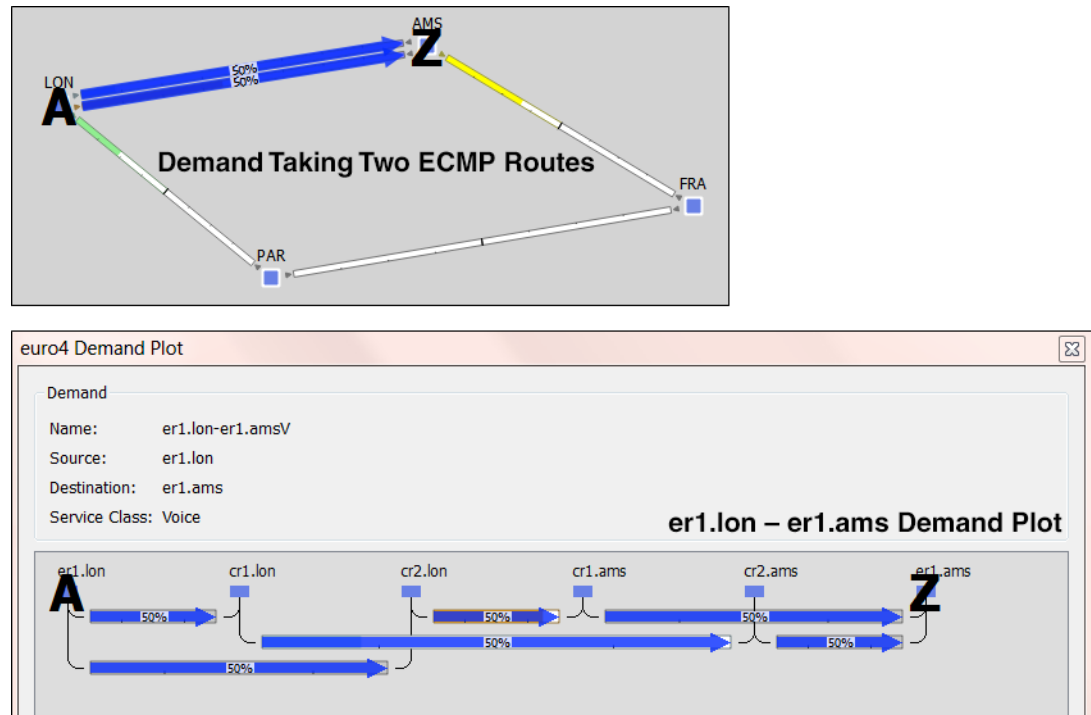 AMS
Z
LON
A
50%
50%
Demand Taking Two ECMP Routes
FRA
PAR
euro4 Demand Plot
Demand
Name: er1.lon-er1.amsV
Source: er1.lon
Destination: er1.ams
Service Class: Voice
er1.lon – er1.ams Demand Plot
er1.lon cr1.lon cr2.lon cr1.ams cr2.ams er1.ams
A Z
50% 50% 50%
50% 50%
50%